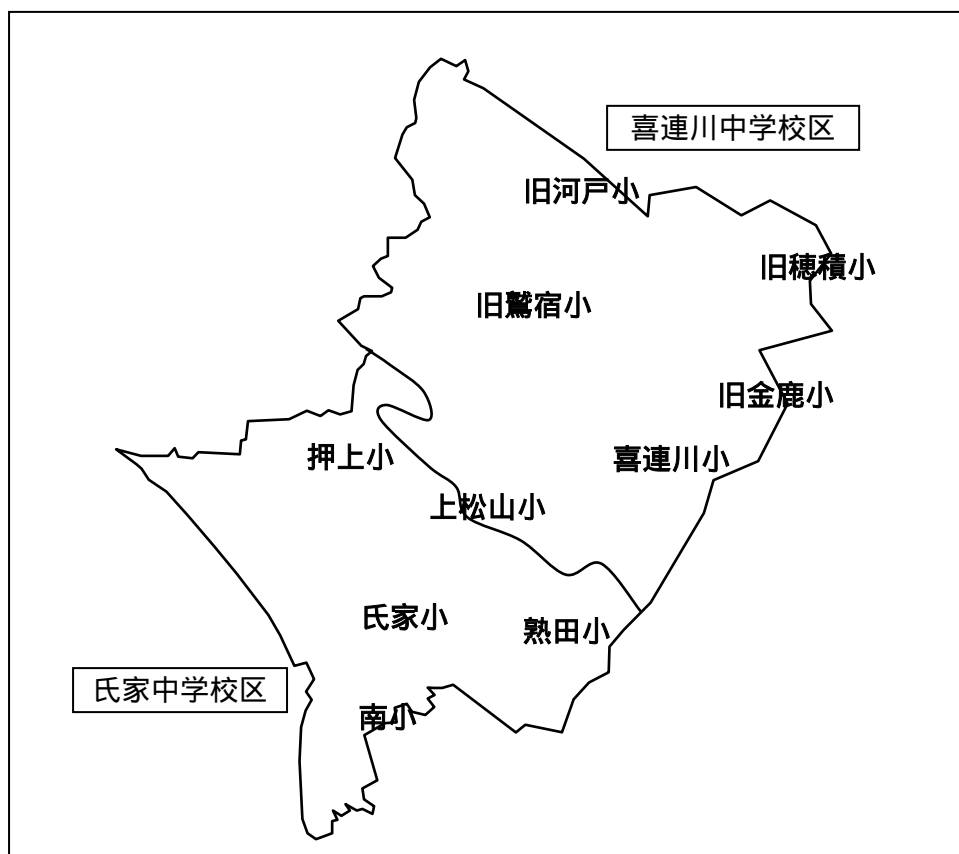 喜連川中学校区
旧河戸小
旧穂積小
旧鷲宿小
旧金鹿小
押上小
喜連川小
上松山小
氏家小
熟田小
氏家中学校区
南小